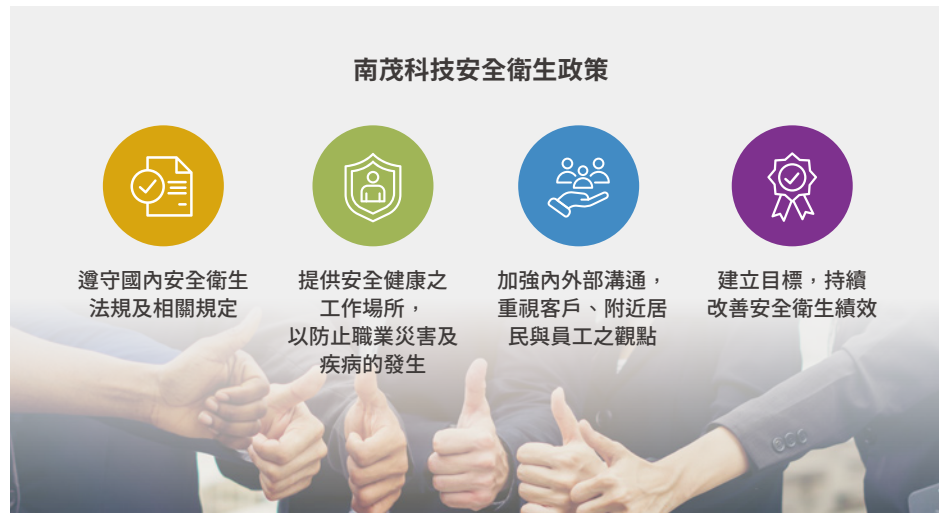 南茂科技安全衛生政策
遵守國內安全衛生
法規及相關規定
提供安全健康之
工作場所，
以防止職業災害及
疾病的發生
加強內外部溝通，
重視客戶、附近居
民與員工之觀點
建立目標，持續
改善安全衛生績效